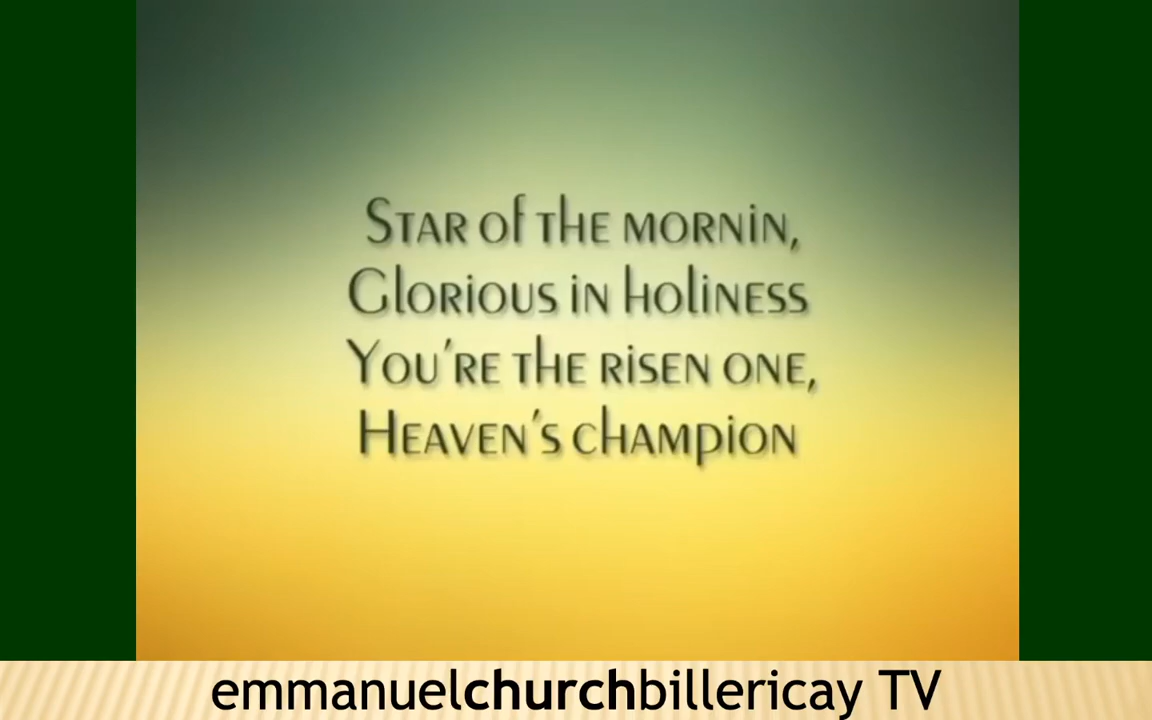 Star of the mornin,
Glorious in holiness
You're the risen one,
Heaven's champion
emmanuelchurchbillericay TV